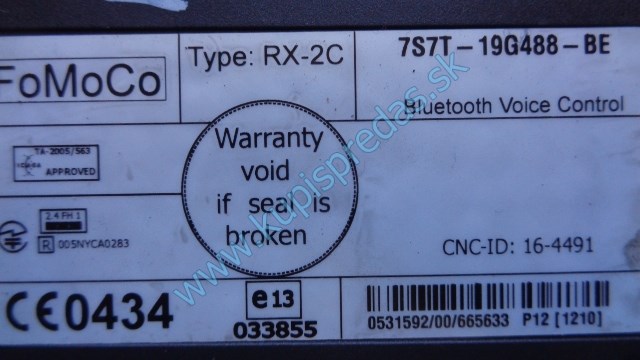 FoMoCo
Type: RX-2C
7S7T-19G488-BE
Bluetooth Voice Control
TA-2005/563
APPROVED
Warranty
void
if seal is
broken
2.4 FH 1
R 005NYCA0283
CNC-ID: 16-4491
CE0434
e13
033855
0531592/00/665633 P12 [1210]
www.kupispredas.sk